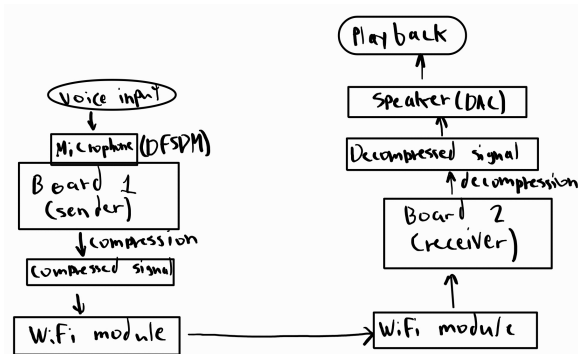 Voice input
Microphone (DFSDM)
Board 1
(sender)
compression
compressed signal
WiFi module
Playback
Speaker (DAC)
Decompressed signal
decompression
Board 2
(receiver)
WiFi module